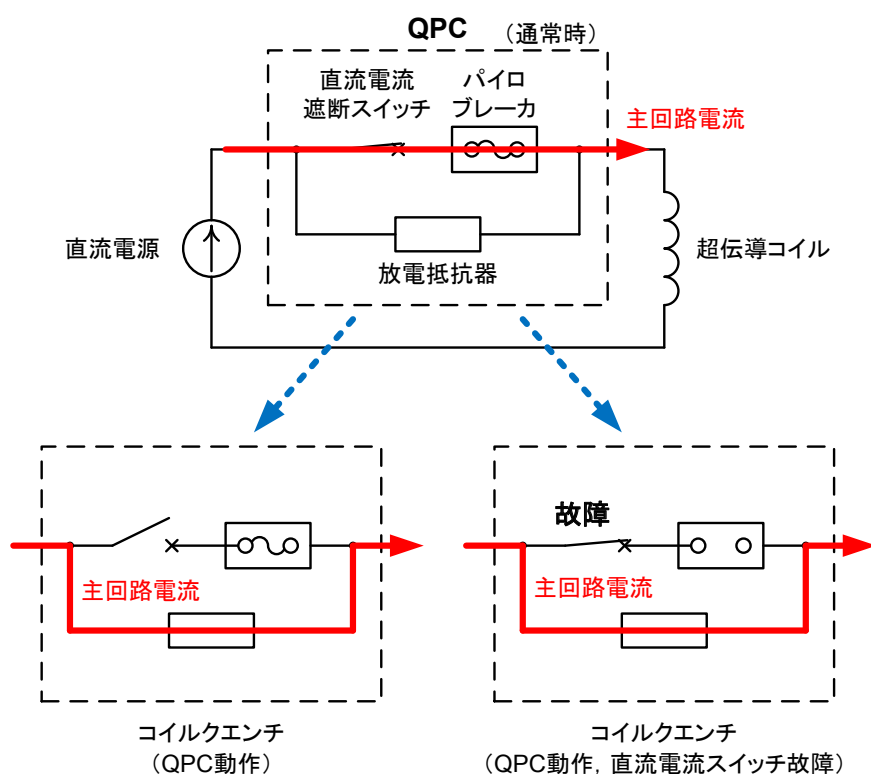 QPC （通常時）
直流電流
遮断スイッチ
パイロ
ブレーカ
主回路電流
直流電源
放電抵抗器
超伝導コイル
主回路電流
コイルクエンチ
（QPC動作）
故障
主回路電流
コイルクエンチ
（QPC動作，直流電流スイッチ故障）